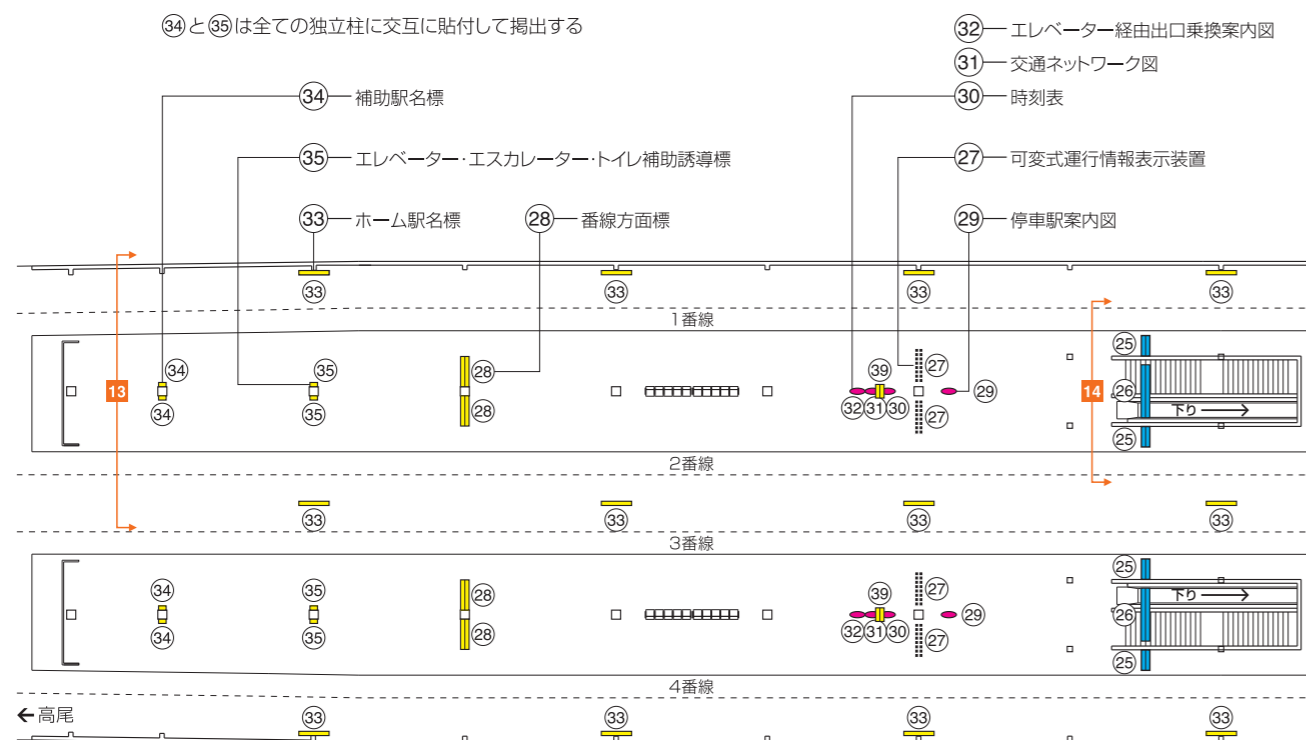 ㉞と㉟は全ての独立柱に交互に貼付して掲出する
㉜エレベーター経由出口乗換案内図
㉛交通ネットワーク図
㉞補助駅名標
㉚時刻表
㉟エレベーター・エスカレーター・トイレ補助誘導標
㉗可変式運行情報表示装置
㉝ホーム駅名標
㉘番線方面標
㉙停車駅案内図
㉝ ㉝ ㉝ ㉝
1番線
㉕
㉞ ㉟ ㉘ ㊴ ㉗
13 ㉙ 14 ㉖ 下り
㉞ ㉟ ㉘ ㉜ ㉛ ㉚ ㉗
㉕
2番線
㉝ ㉝ ㉝ ㉝
3番線
㉕
㉞ ㉟ ㉘ ㊴ ㉗ 下り
㉙ ㉖
㉞ ㉟ ㉘ ㉜ ㉛ ㉚ ㉗
㉕
4番線
←高尾
㉝ ㉝ ㉝ ㉝